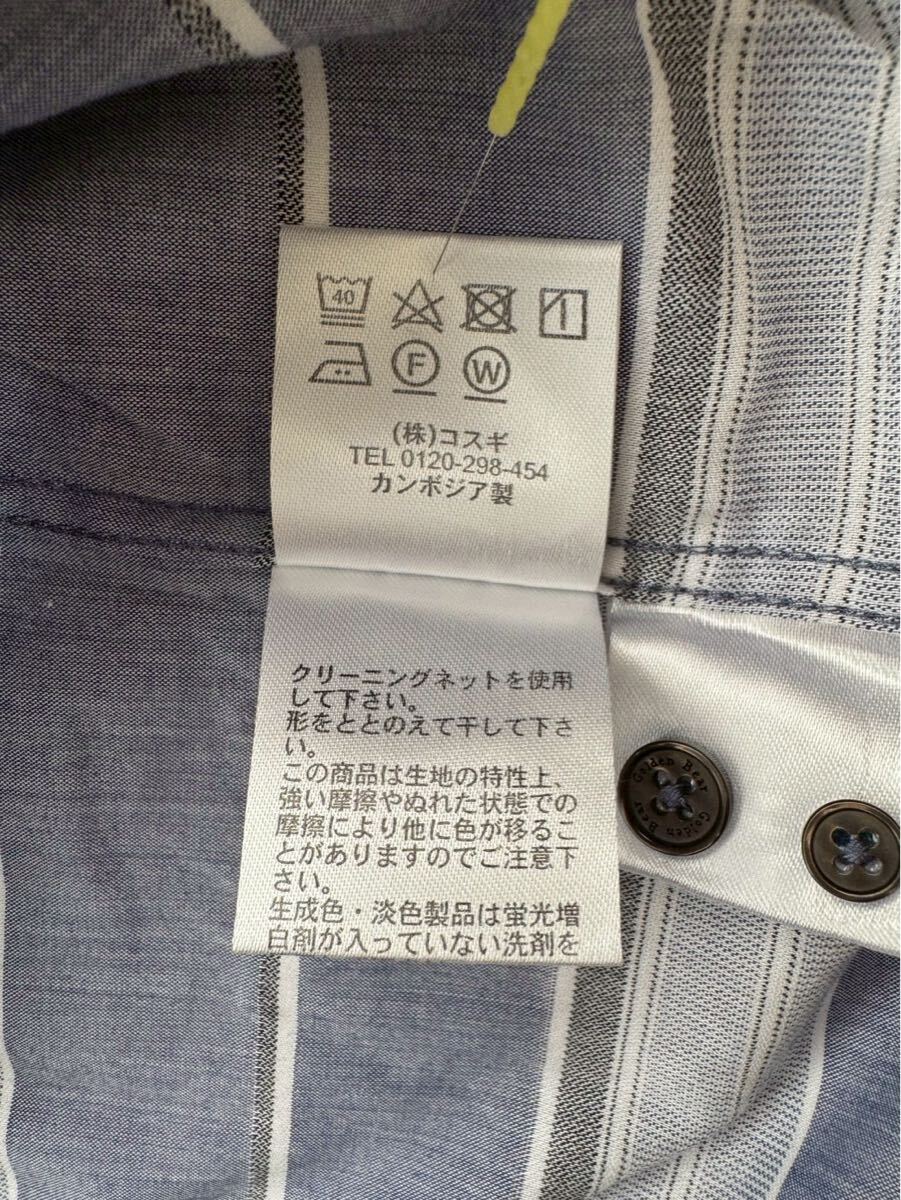 40
F W
(株)コスギ
TEL 0120-298-454
カンボジア製
クリーニングネットを使用
して下さい。
形をととのえて干して下さ
い。
この商品は生地の特性上、
強い摩擦やぬれた状態での
摩擦により他に色が移るこ
とがありますのでご注意下
さい。
生成色・淡色製品は蛍光増
白剤が入っていない洗剤を
Golden Bear
Golden Bear